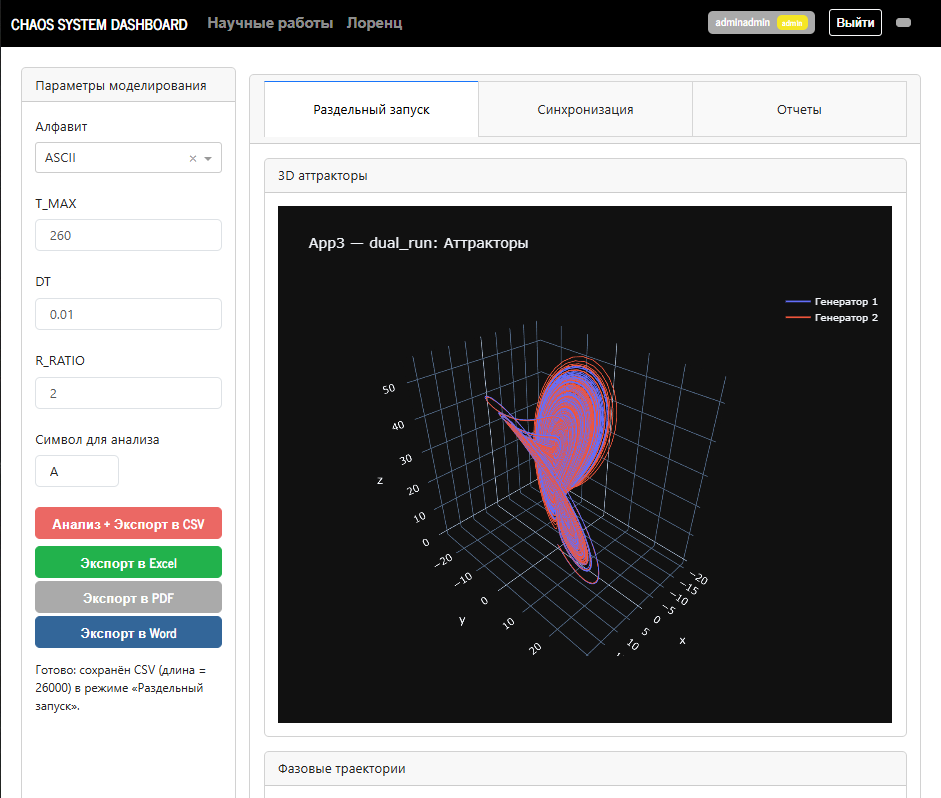 CHAOS SYSTEM DASHBOARD Научные работы Лоренц adminadmin admin Выйти
Параметры моделирования
Алфавит
ASCII
T_MAX
260
DT
0.01
R_RATIO
2
Символ для анализа
A
Анализ + Экспорт в CSV
Экспорт в Excel
Экспорт в PDF
Экспорт в Word
Готово: сохранён CSV (длина =
26000) в режиме «Раздельный
запуск».
Раздельный запуск Синхронизация Отчеты
3D аттракторы
App3 — dual_run: Аттракторы
Генератор 1
Генератор 2
50
40
30
20
10
0
z
−20
−10
0
10
20
y
−20
−15
−10
−5
0
5
10
x
Фазовые траектории